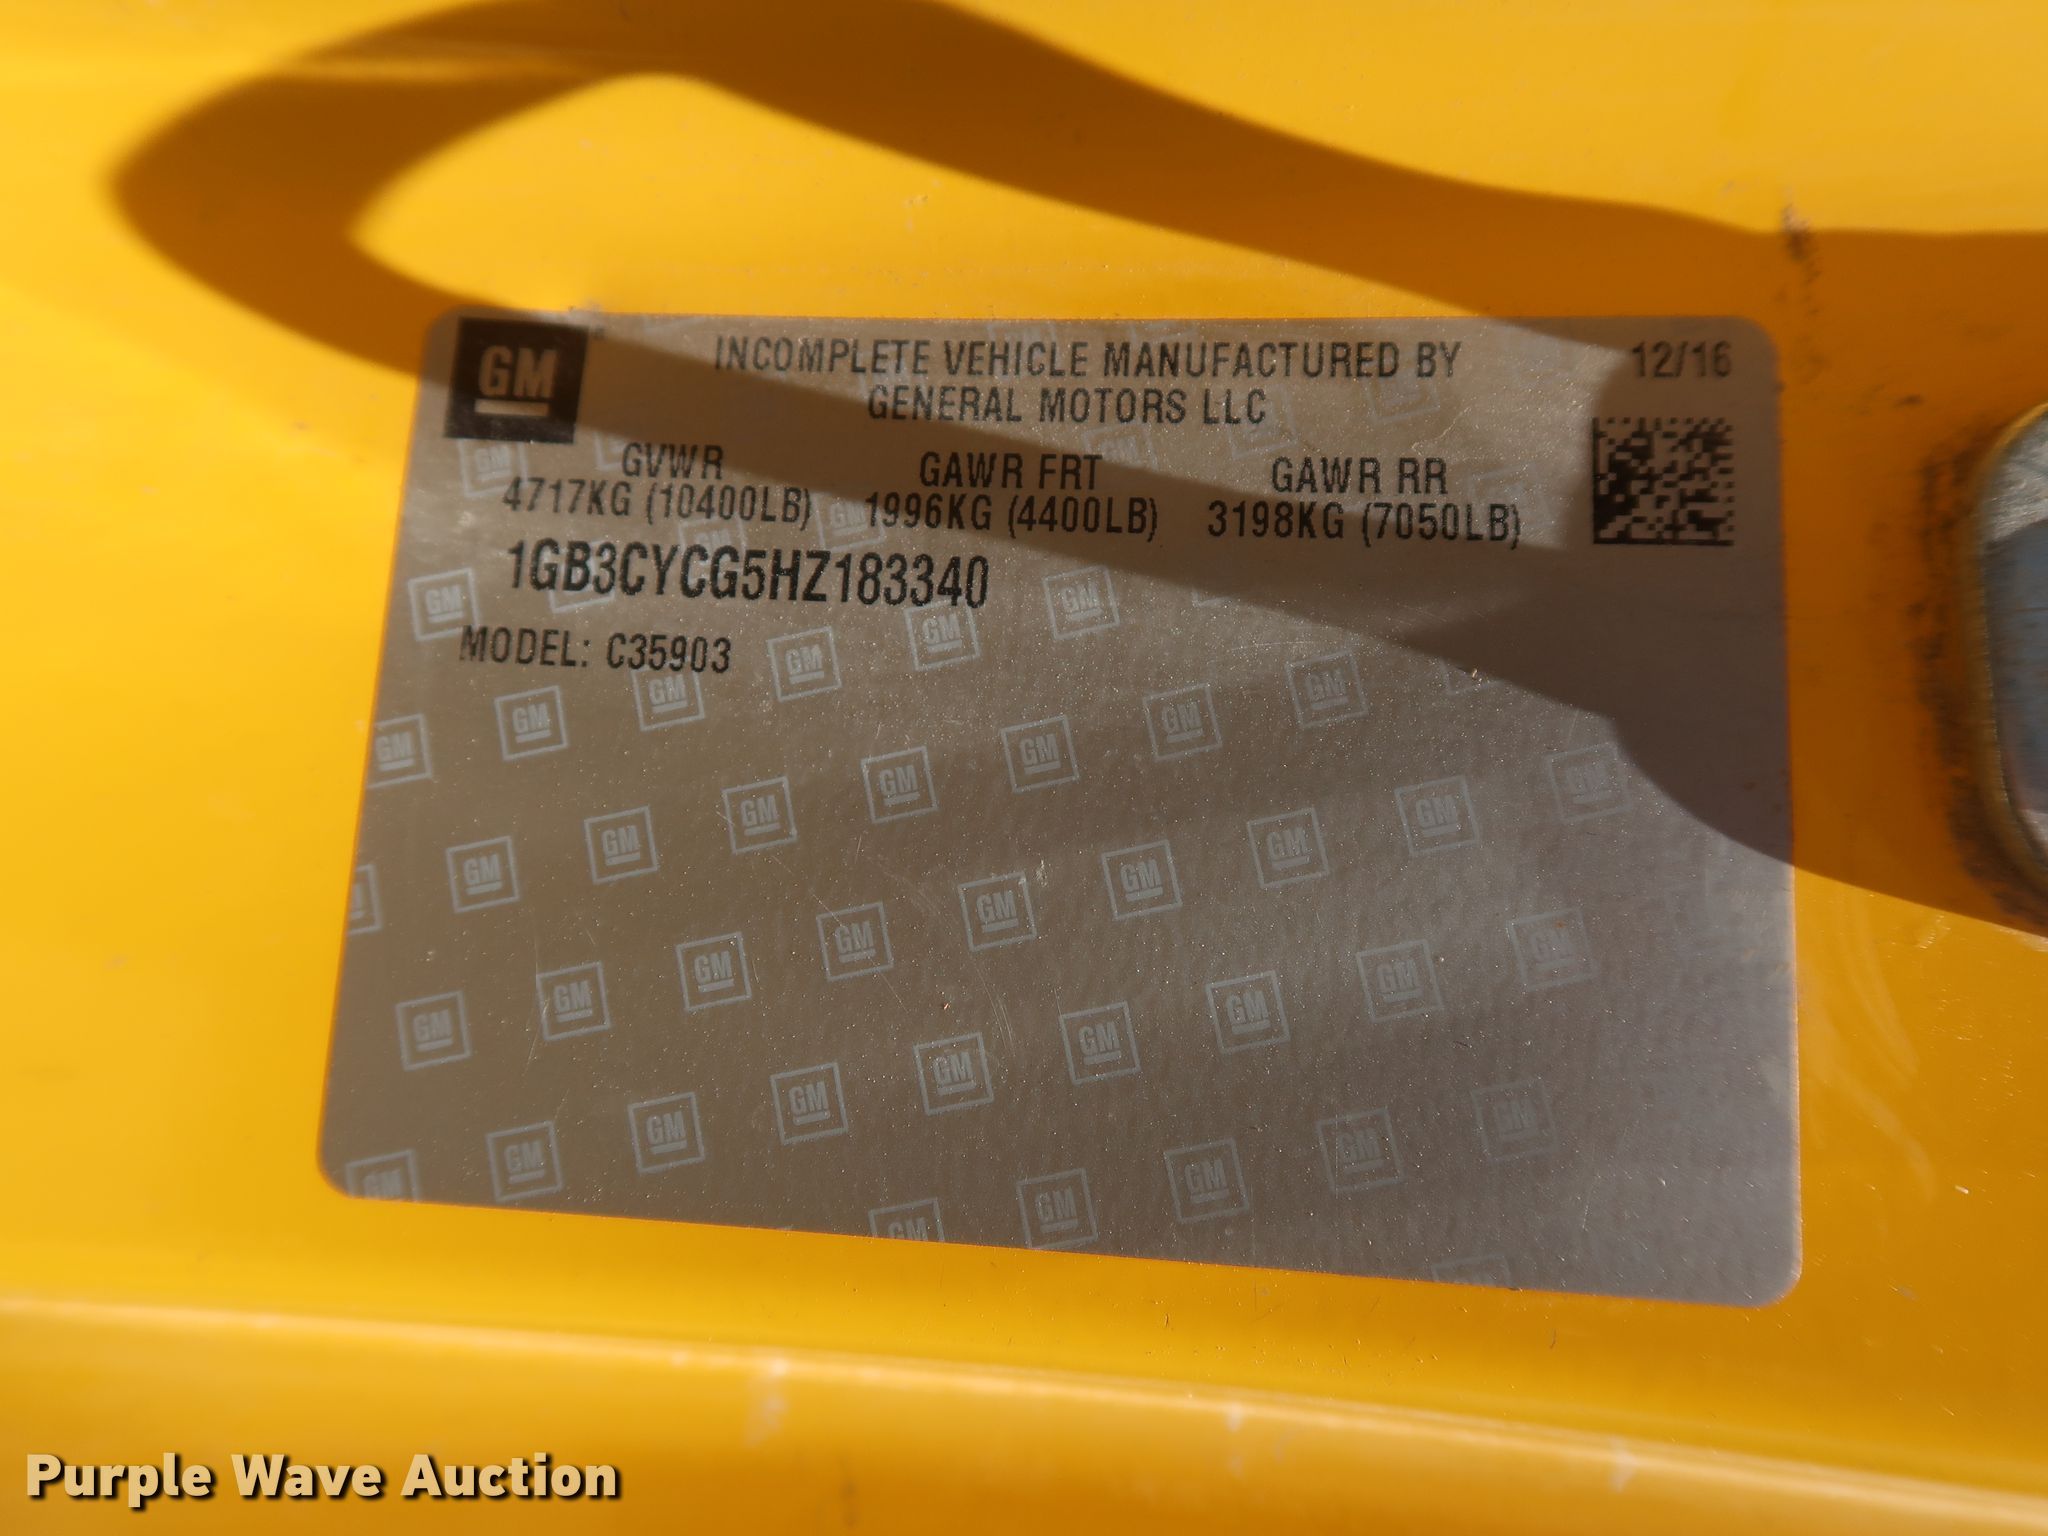 GM
INCOMPLETE VEHICLE MANUFACTURED BY
GENERAL MOTORS LLC
12/16
GVWR
4717KG (10400LB)
GAWR FRT
1996KG (4400LB)
GAWR RR
3198KG (7050LB)
1GB3CYCG5HZ183340
MODEL: C35903
Purple Wave Auction